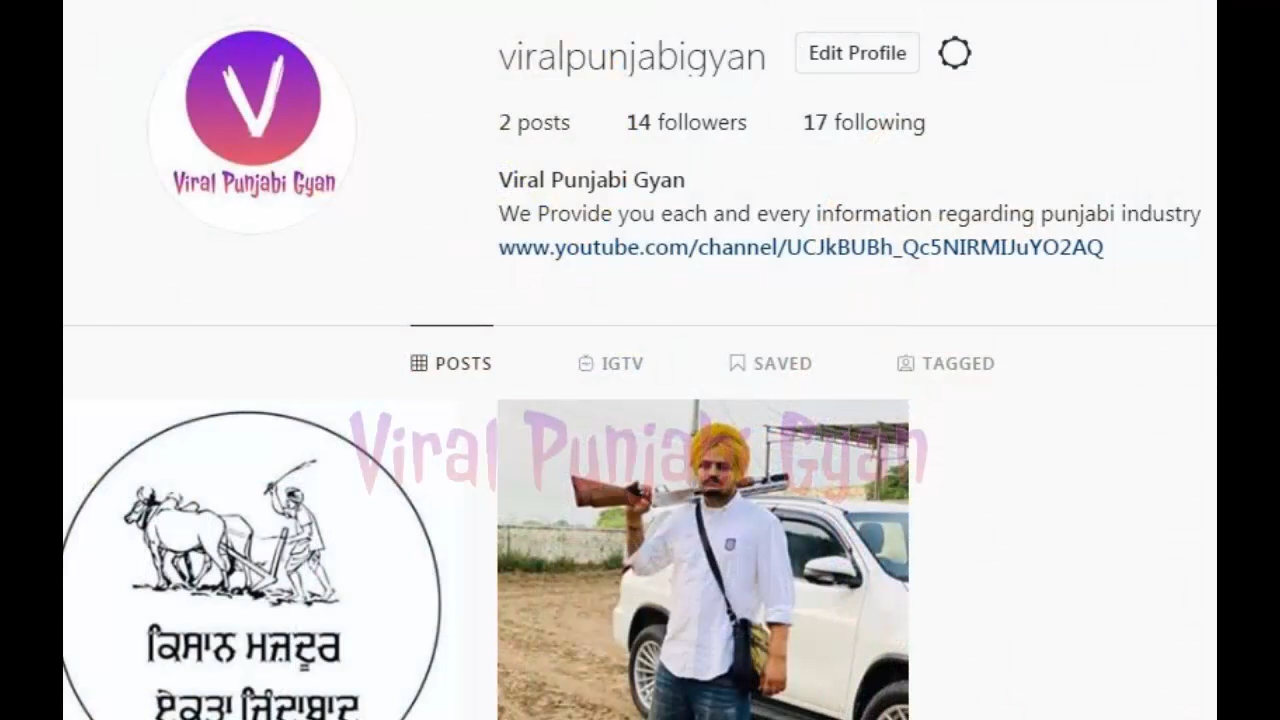 viralpunjabigyan
Edit Profile
2 posts 14 followers 17 following
Viral Punjabi Gyan
Viral Punjabi Gyan
We Provide you each and every information regarding punjabi industry
www.youtube.com/channel/UCJkBUBh_Qc5NIRMIJuYO2AQ
POSTS IGTV SAVED TAGGED
Viral Punjabi Gyan
ਕਿਸਾਨ ਮਜ਼ਦੂਰ
ਏਕਤਾ ਜ਼ਿੰਦਾਬਾਦ